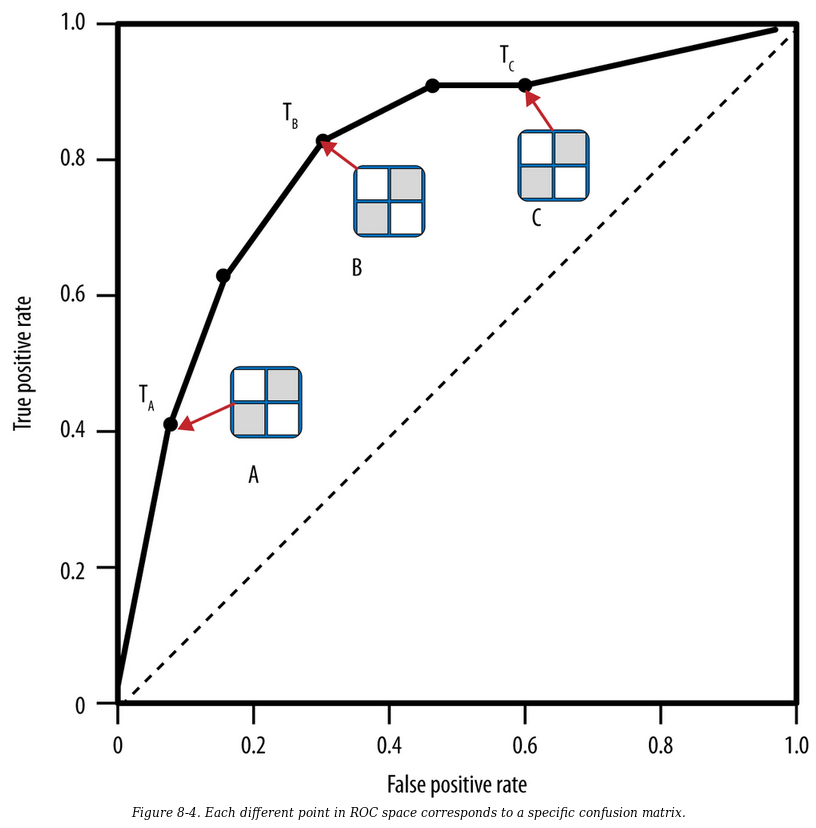 1.0
0.8
0.6
0.4
0.2
0
True positive rate
T_C
T_B
C
B
T_A
A
0 0.2 0.4 0.6 0.8 1.0
False positive rate
Figure 8-4. Each different point in ROC space corresponds to a specific confusion matrix.